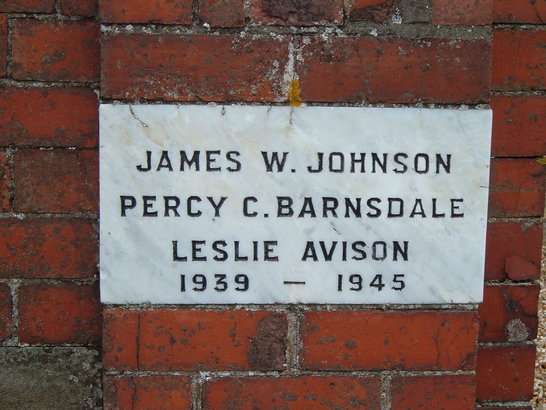 JAMES W. JOHNSON
PERCY C. BARNSDALE
LESLIE AVISON
1939 — 1945